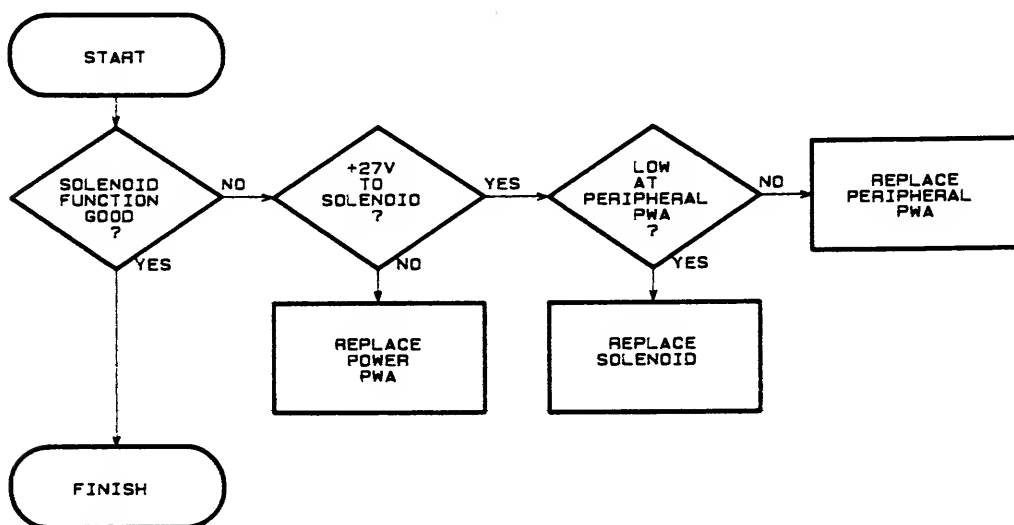 START
SOLENOID
FUNCTION
GOOD
?
NO
YES
+27V
TO
SOLENOID
?
YES
NO
LOW
AT
PERIPHERAL
PWA
?
NO
YES
REPLACE
PERIPHERAL
PWA
REPLACE
POWER
PWA
REPLACE
SOLENOID
FINISH